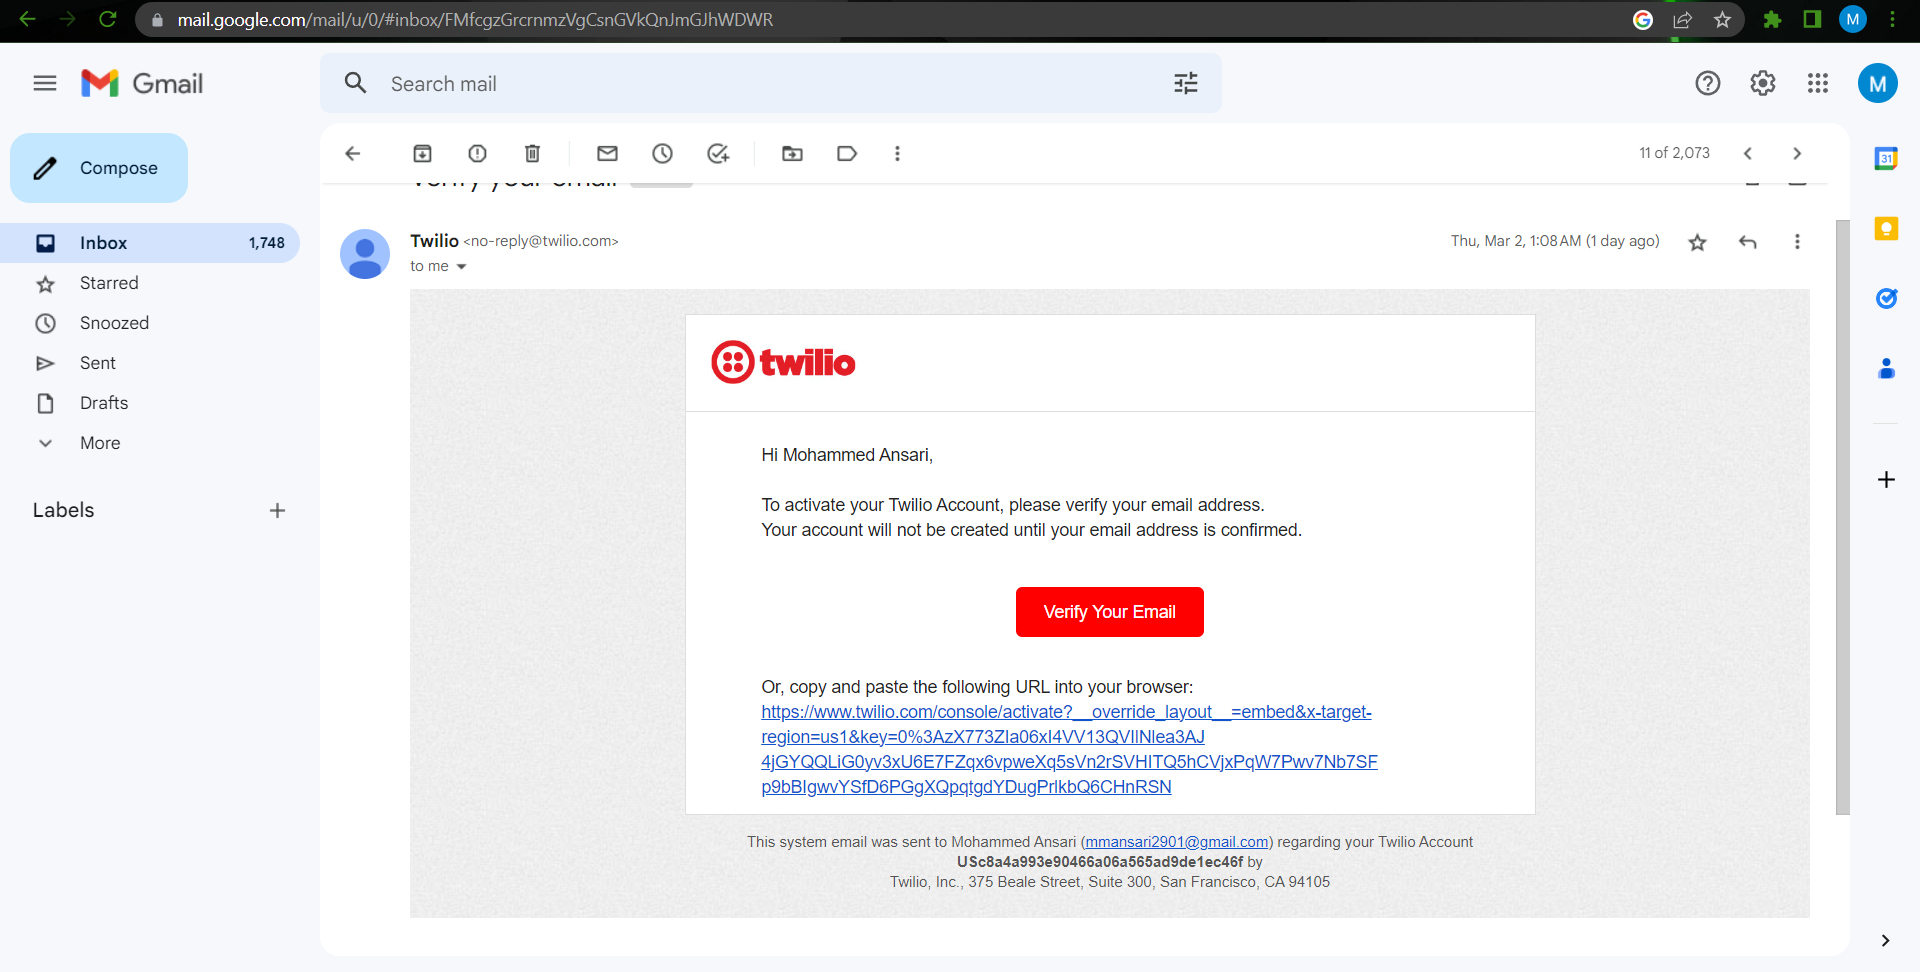 mail.google.com/mail/u/0/#inbox/FMfcgzGrcrnmzVgCsnGVkQnJmGJhWDWR
M
Gmail
Search mail
M
Compose
11 of 2,073
31
Verify your email
Inbox 1,748
Starred
Snoozed
Sent
Drafts
More
Labels
Twilio <no-reply@twilio.com>
Thu, Mar 2, 1:08 AM (1 day ago)
to me
twilio
Hi Mohammed Ansari,
To activate your Twilio Account, please verify your email address.
Your account will not be created until your email address is confirmed.
Verify Your Email
Or, copy and paste the following URL into your browser:
https://www.twilio.com/console/activate?__override_layout__=embed&x-target-
region=us1&key=0%3AzX773ZIa06xI4VV13QVIlNlea3AJ
4jGYQQLiG0yv3xU6E7FZqx6vpweXq5sVn2rSVHITQ5hCVjxPqW7Pwv7Nb7SF
p9bBIgwvYSfD6PGgXQpqtgdYDugPrlkbQ6CHnRSN
This system email was sent to Mohammed Ansari (mmansari2901@gmail.com) regarding your Twilio Account
USc8a4a993e90466a06a565ad9de1ec46f by
Twilio, Inc., 375 Beale Street, Suite 300, San Francisco, CA 94105